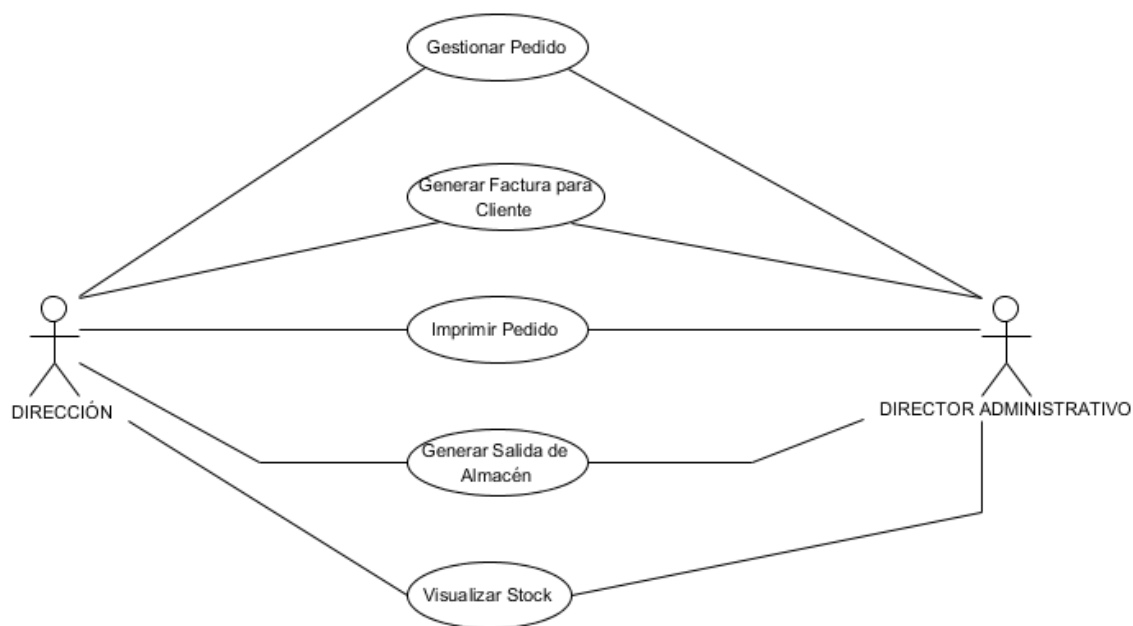 Gestionar Pedido
Generar Factura para
Cliente
Imprimir Pedido
DIRECCIÓN
DIRECTOR ADMINISTRATIVO
Generar Salida de
Almacén
Visualizar Stock